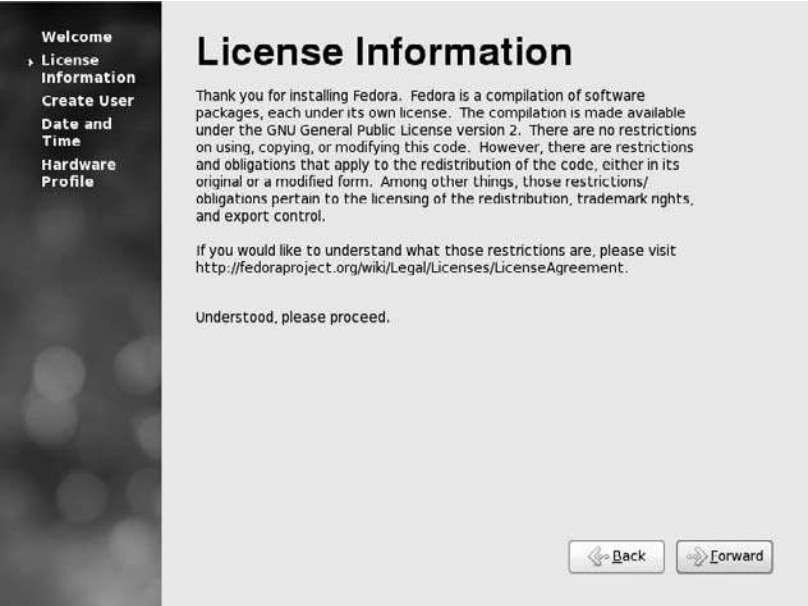 Welcome
License
Information
Create User
Date and
Time
Hardware
Profile
License Information
Thank you for installing Fedora.  Fedora is a compilation of software
packages, each under its own license.  The compilation is made available
under the GNU General Public License version 2.  There are no restrictions
on using, copying, or modifying this code.  However, there are restrictions
and obligations that apply to the redistribution of the code, either in its
original or a modified form.  Among other things, those restrictions/
obligations pertain to the licensing of the redistribution, trademark rights,
and export control.
If you would like to understand what those restrictions are, please visit
http://fedoraproject.org/wiki/Legal/Licenses/LicenseAgreement.
Understood, please proceed.
Back
Forward